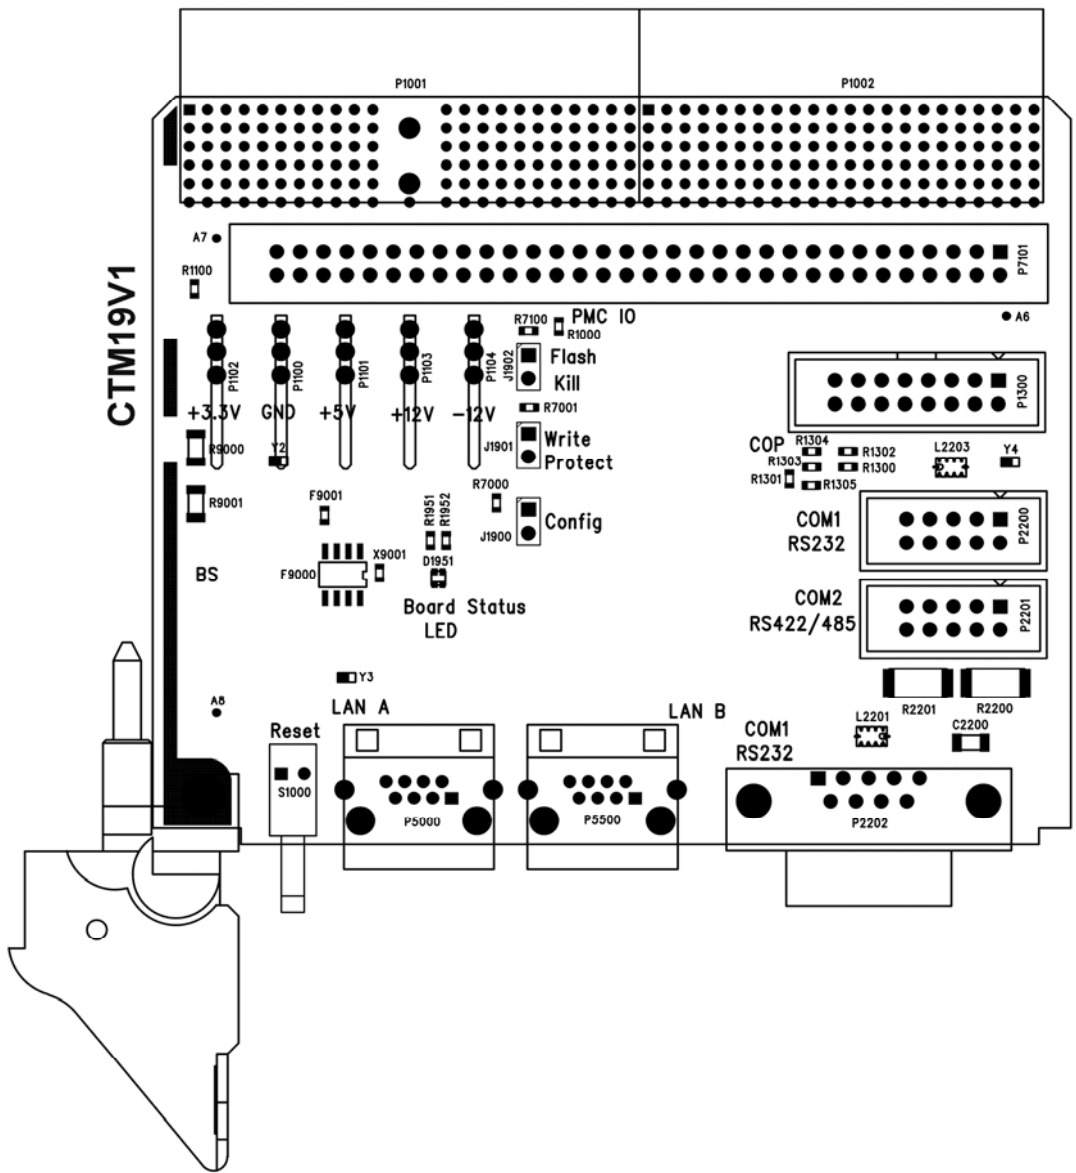 P1001
P1002
A7
R1100
CTM19V1
P7101
A6
R7100
PMC IO
R1000
P1102
P1100
P1101
P1103
P1104
J1902
Flash
Kill
P1300
+3.3V
GND
+5V
+12V
-12V
R7001
R9000
Y2
J1901
Write
Protect
COP
R1304
R1302
R1303
R1300
R1301
R1305
L2203
Y4
R9001
F9001
R1951
R1952
R7000
J1900
Config
COM1
RS232
P2200
F9000
X9001
D1951
BS
Board Status
LED
COM2
RS422/485
P2201
Y3
A8
R2201
R2200
LAN A
LAN B
L2201
C2200
Reset
COM1
RS232
S1000
P5000
P5500
P2202